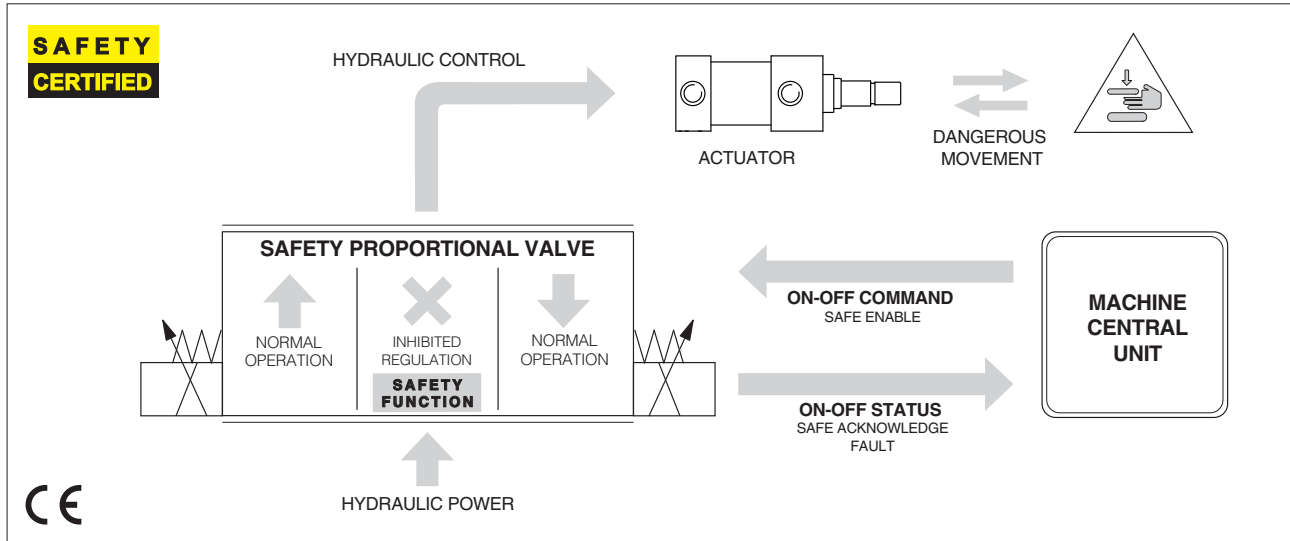 SAFETY
CERTIFIED
HYDRAULIC CONTROL
ACTUATOR
DANGEROUS
MOVEMENT
SAFETY PROPORTIONAL VALVE
NORMAL
OPERATION
INHIBITED
REGULATION
SAFETY
FUNCTION
NORMAL
OPERATION
ON-OFF COMMAND
SAFE ENABLE
MACHINE
CENTRAL
UNIT
ON-OFF STATUS
SAFE ACKNOWLEDGE
FAULT
HYDRAULIC POWER
CE